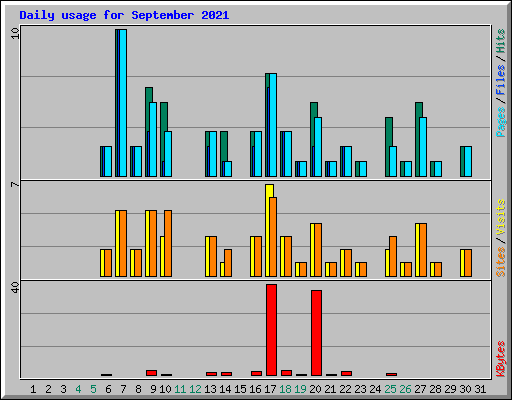 Daily usage for September 2021
10
7
40
Pages / Files / Hits
Sites / Visits
KBytes
1 2 3 4 5 6 7 8 9 10 11 12 13 14 15 16 17 18 19 20 21 22 23 24 25 26 27 28 29 30 31